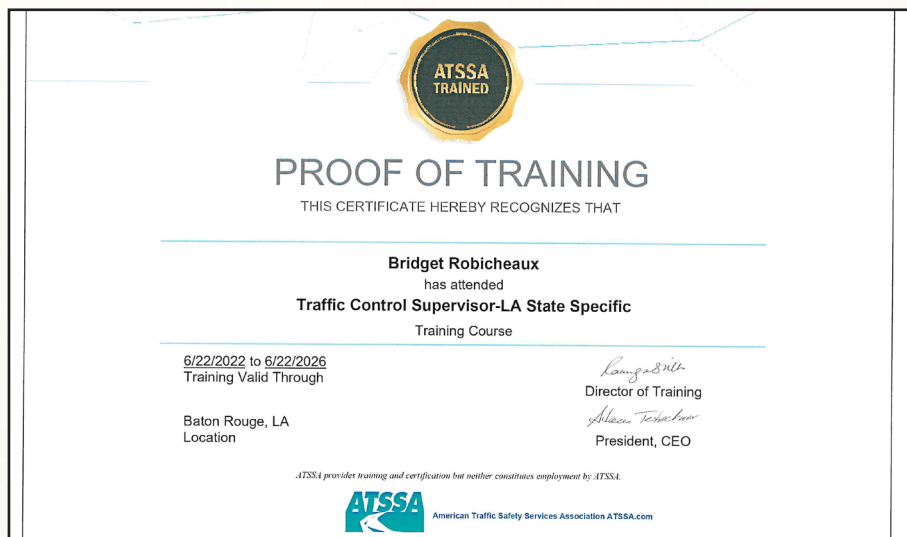 ATSSA
TRAINED
PROOF OF TRAINING
THIS CERTIFICATE HEREBY RECOGNIZES THAT
Bridget Robicheaux
has attended
Traffic Control Supervisor-LA State Specific
Training Course
6/22/2022 to 6/22/2026
Training Valid Through
Director of Training
Baton Rouge, LA
Location
President, CEO
ATSSA provides training and certification but neither constitutes employment by ATSSA.
ATSSA
American Traffic Safety Services Association ATSSA.com